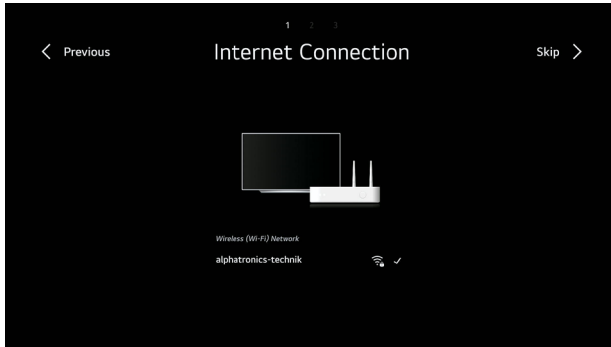 1 2 3
Previous
Internet Connection
Skip
Wireless (Wi-Fi) Network
alphatronics-technik